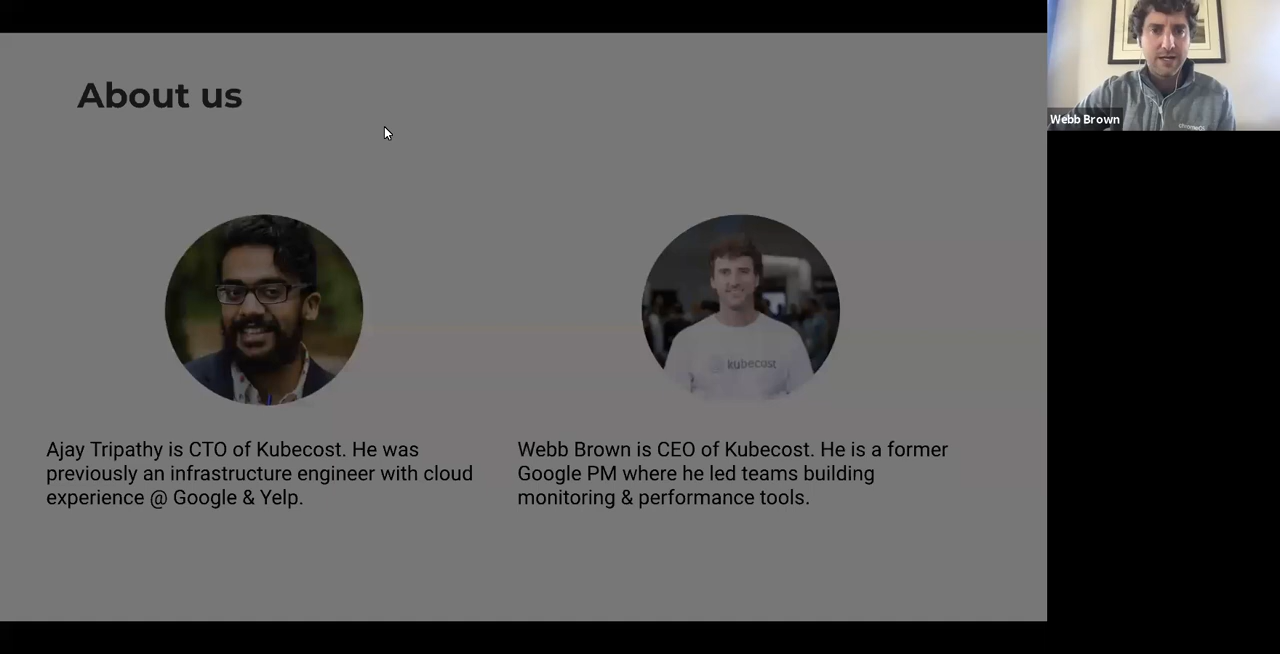 About us
Webb Brown
chromeOS
kubecost
Ajay Tripathy is CTO of Kubecost. He was
previously an infrastructure engineer with cloud
experience @ Google & Yelp.
Webb Brown is CEO of Kubecost. He is a former
Google PM where he led teams building
monitoring & performance tools.